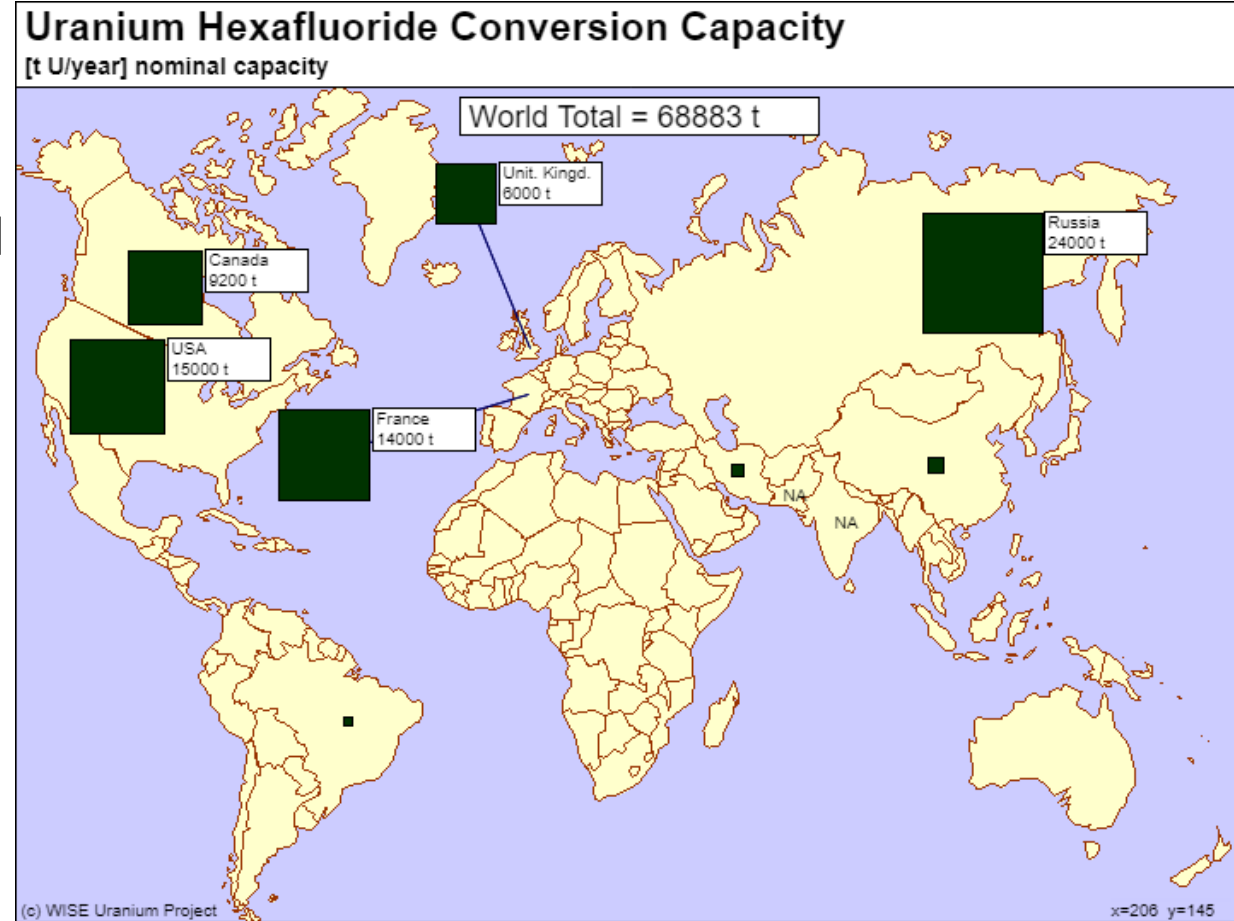 Uranium Hexafluoride Conversion Capacity
[t U/year] nominal capacity
World Total = 68883 t
Unit. Kingd.
6000 t
Russia
24000 t
Canada
9200 t
USA
15000 t
France
14000 t
NA
NA
(c) WISE Uranium Project
x=206 y=145